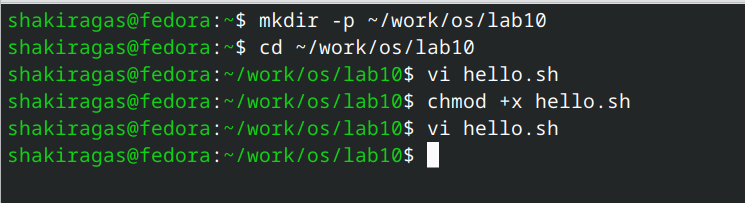 shakiragas@fedora:~$ mkdir -p ~/work/os/lab10
shakiragas@fedora:~$ cd ~/work/os/lab10
shakiragas@fedora:~/work/os/lab10$ vi hello.sh
shakiragas@fedora:~/work/os/lab10$ chmod +x hello.sh
shakiragas@fedora:~/work/os/lab10$ vi hello.sh
shakiragas@fedora:~/work/os/lab10$